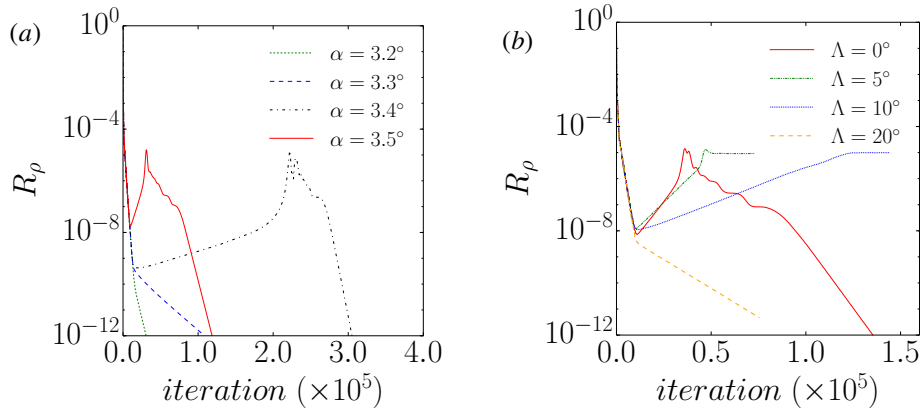 (a)
R_ρ
10^0
10^{-4}
10^{-8}
10^{-12}
α = 3.2°
α = 3.3°
α = 3.4°
α = 3.5°
0.0 1.0 2.0 3.0 4.0
iteration (×10^5)
(b)
R_ρ
10^0
10^{-4}
10^{-8}
10^{-12}
Λ = 0°
Λ = 5°
Λ = 10°
Λ = 20°
0.0 0.5 1.0 1.5
iteration (×10^5)